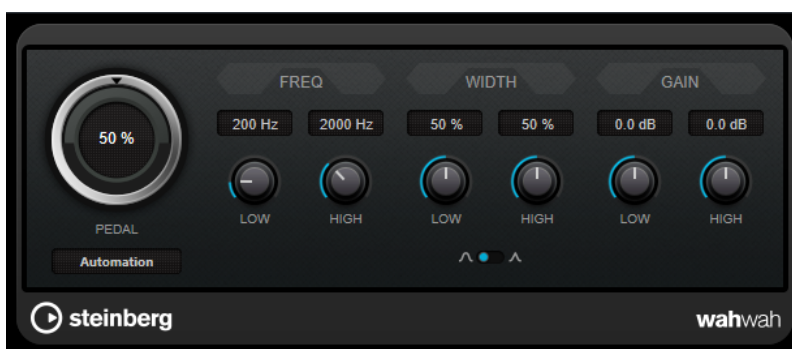 FREQ WIDTH GAIN
200 Hz 2000 Hz 50 % 50 % 0.0 dB 0.0 dB
50 %
LOW HIGH LOW HIGH LOW HIGH
PEDAL
Automation
steinberg wahwah